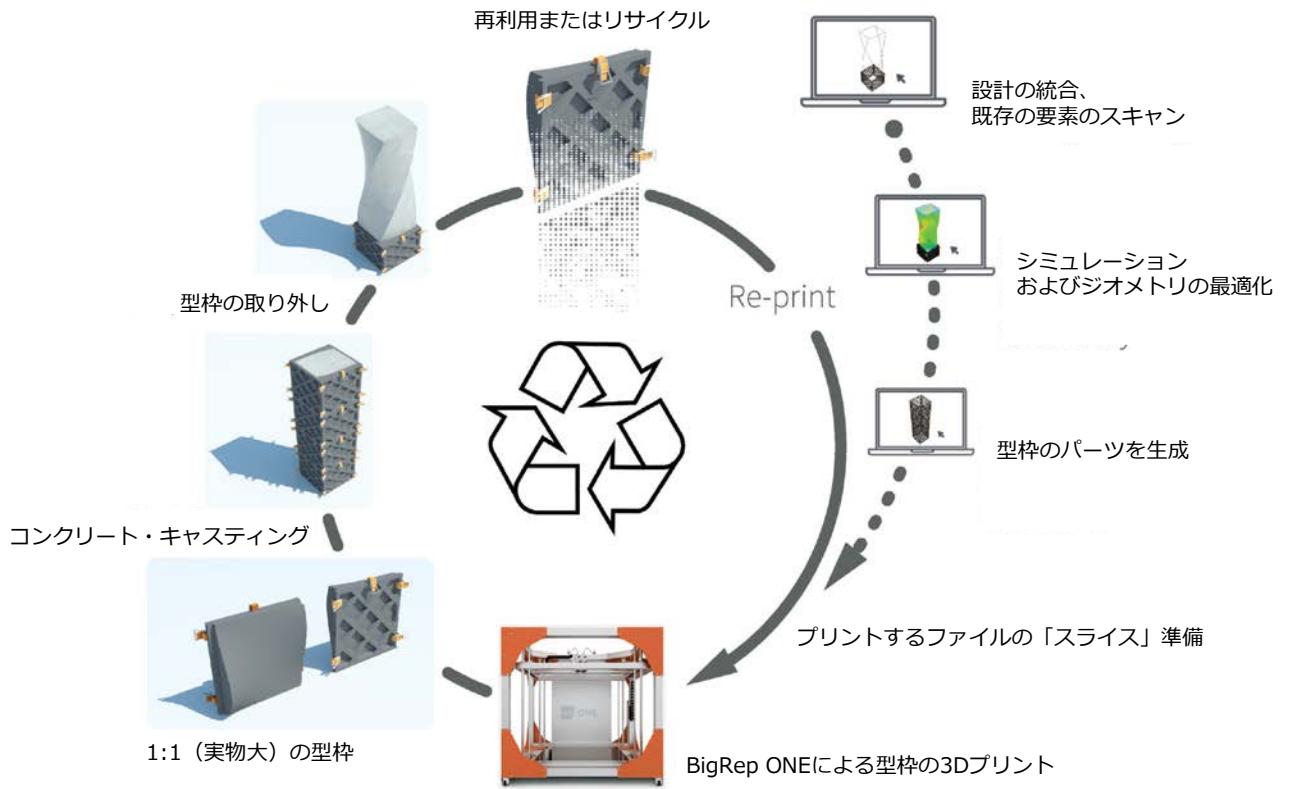 再利用またはリサイクル
設計の統合、
既存の要素のスキャン
シミュレーション
およびジオメトリの最適化
Re-print
型枠のパーツを生成
プリントするファイルの「スライス」準備
BigRep ONEによる型枠の3Dプリント
ONE
1:1（実物大）の型枠
コンクリート・キャスティング
型枠の取り外し